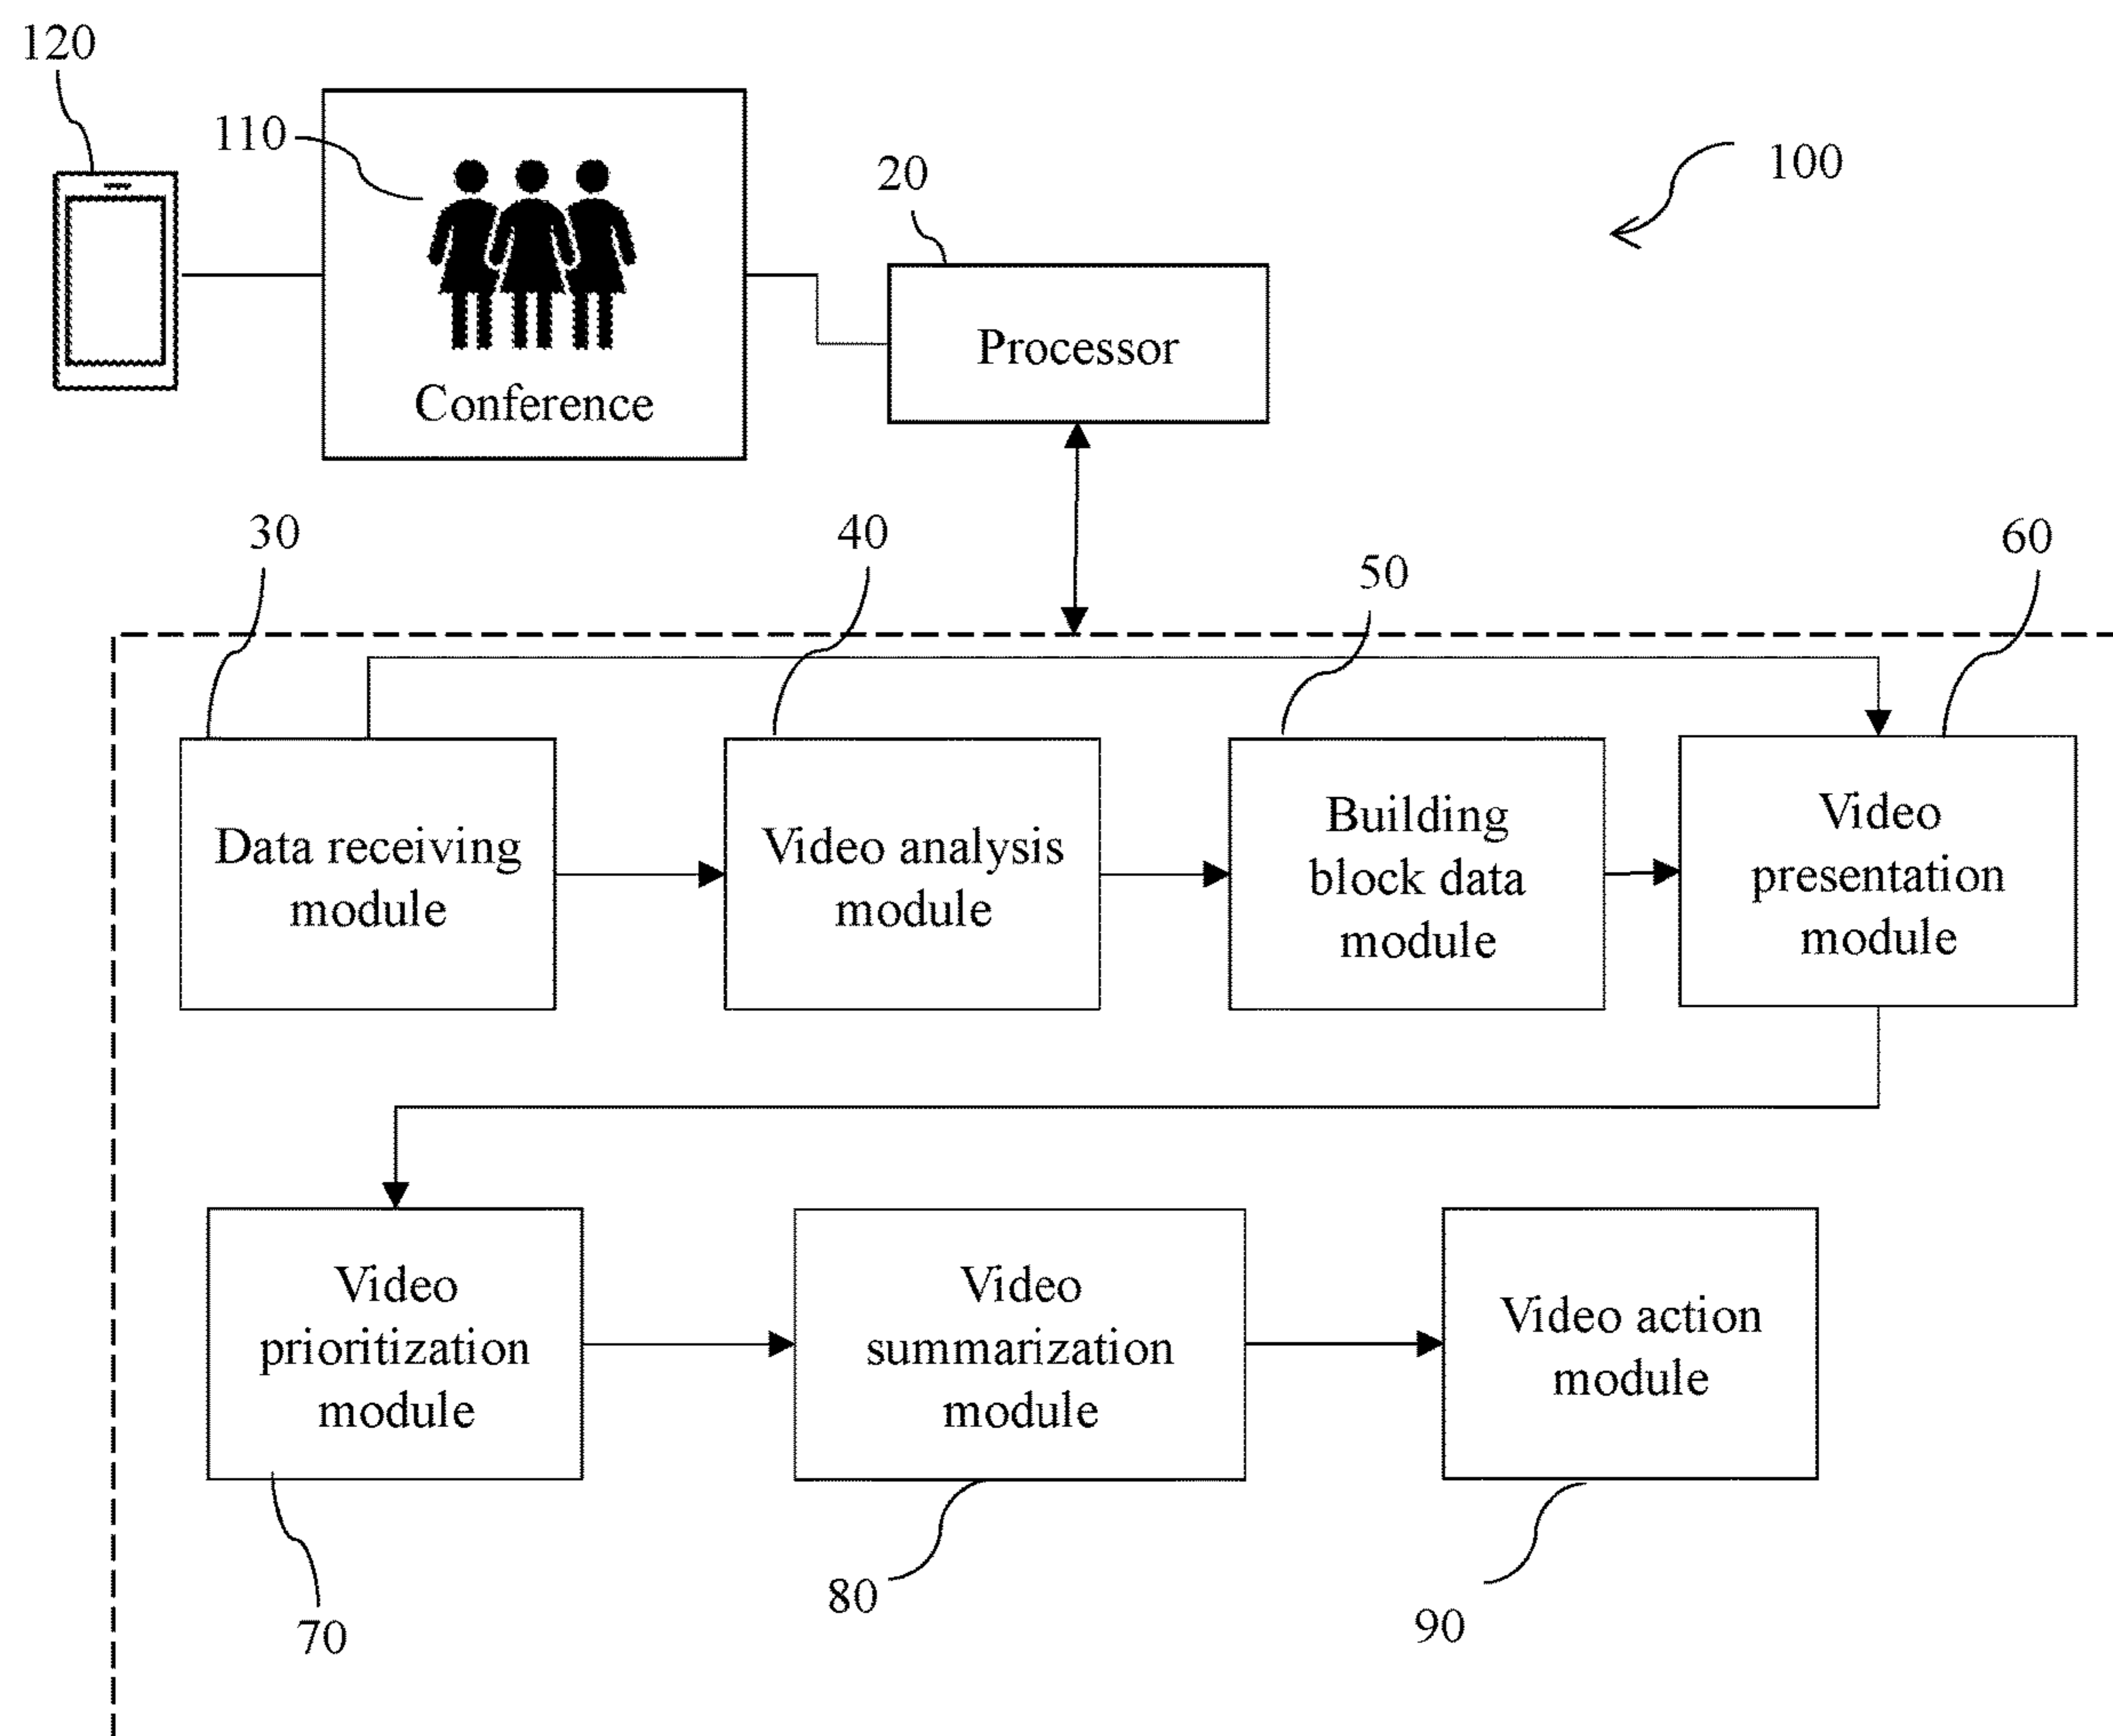 120
110
20
100
Conference
Processor
30
40
50
60
Data receiving
module
Video analysis
module
Building
block data
module
Video
presentation
module
Video
prioritization
module
Video
summarization
module
Video action
module
70
80
90